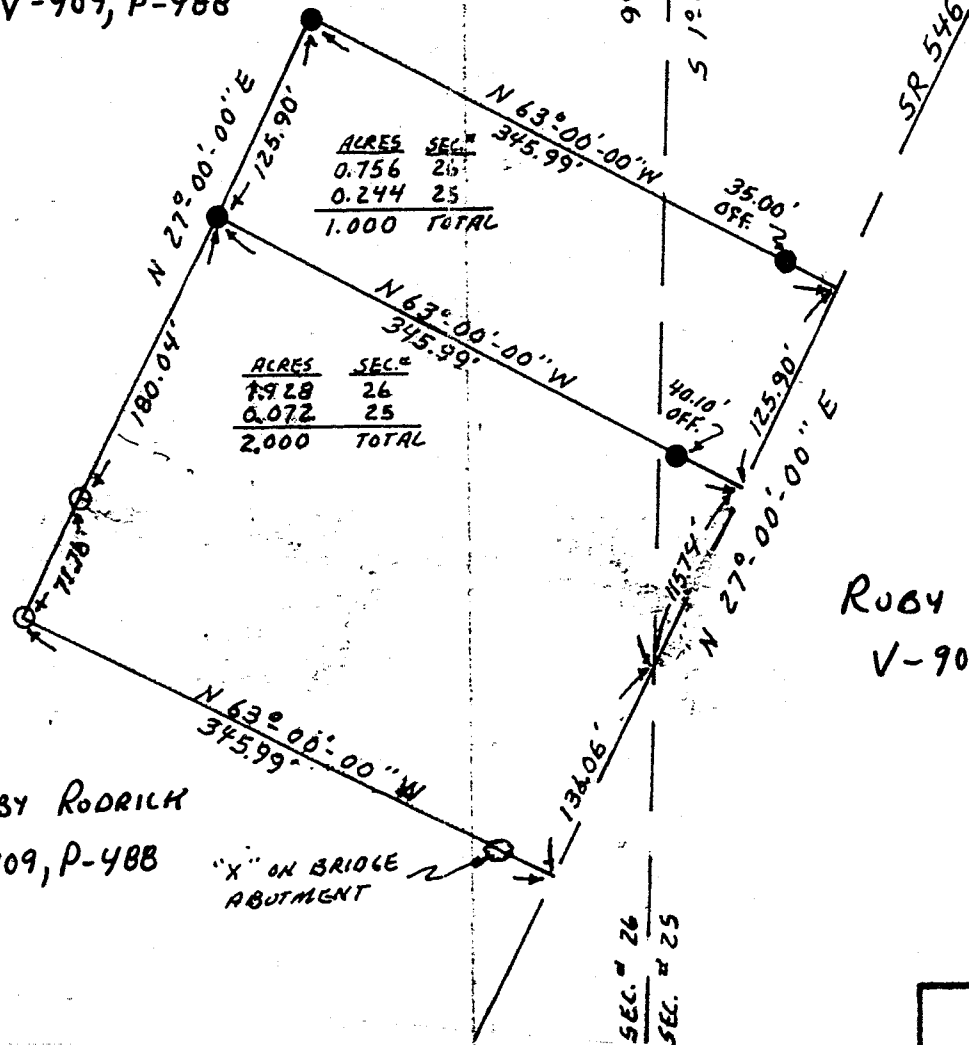 V-909, P-488
S 1°
SR 546
N 27°-00'-00" E
125.90'
ACRES SEC.#
0.756 26
0.244 25
1.000 TOTAL
N 63°-00'-00" W
345.99'
35.00'
OFF.
N 63°-00'-00" W
345.99'
180.04'
ACRES SEC.#
1.928 26
0.072 25
2.000 TOTAL
40.10'
OFF.
125.90'
N 27°-00'-00" E
115.74'
RUBY
V-90
N 63°-00'-00" W
345.99'
136.06'
BY RODRICK
909, P-488
"X" ON BRIDGE
ABUTMENT
SEC. # 26
SEC. # 25